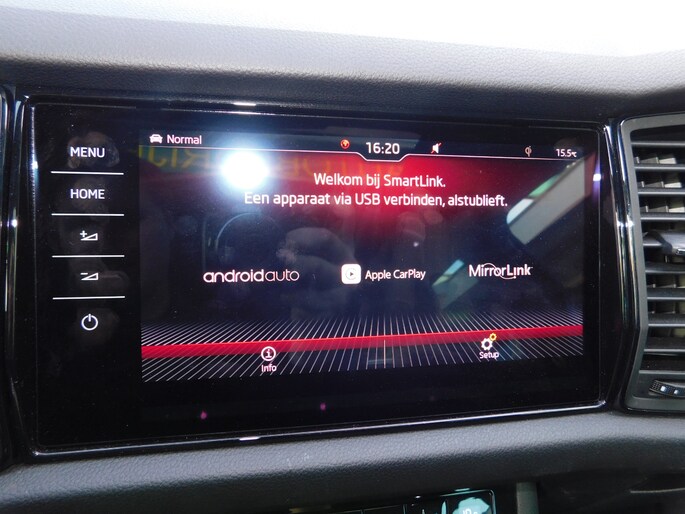 MENU
HOME
Normal
16:20
15.5°C
Welkom bij SmartLink.
Een apparaat via USB verbinden, alstublieft.
androidauto
Apple CarPlay
MirrorLink
Info
Setup